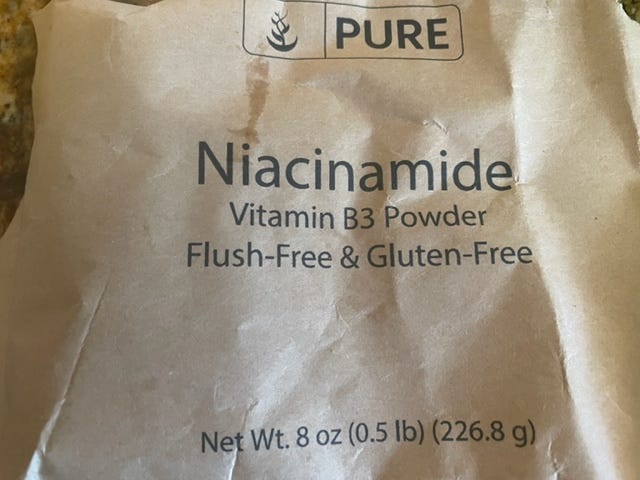 PURE
Niacinamide
Vitamin B3 Powder
Flush-Free & Gluten-Free
Net Wt. 8 oz (0.5 lb) (226.8 g)